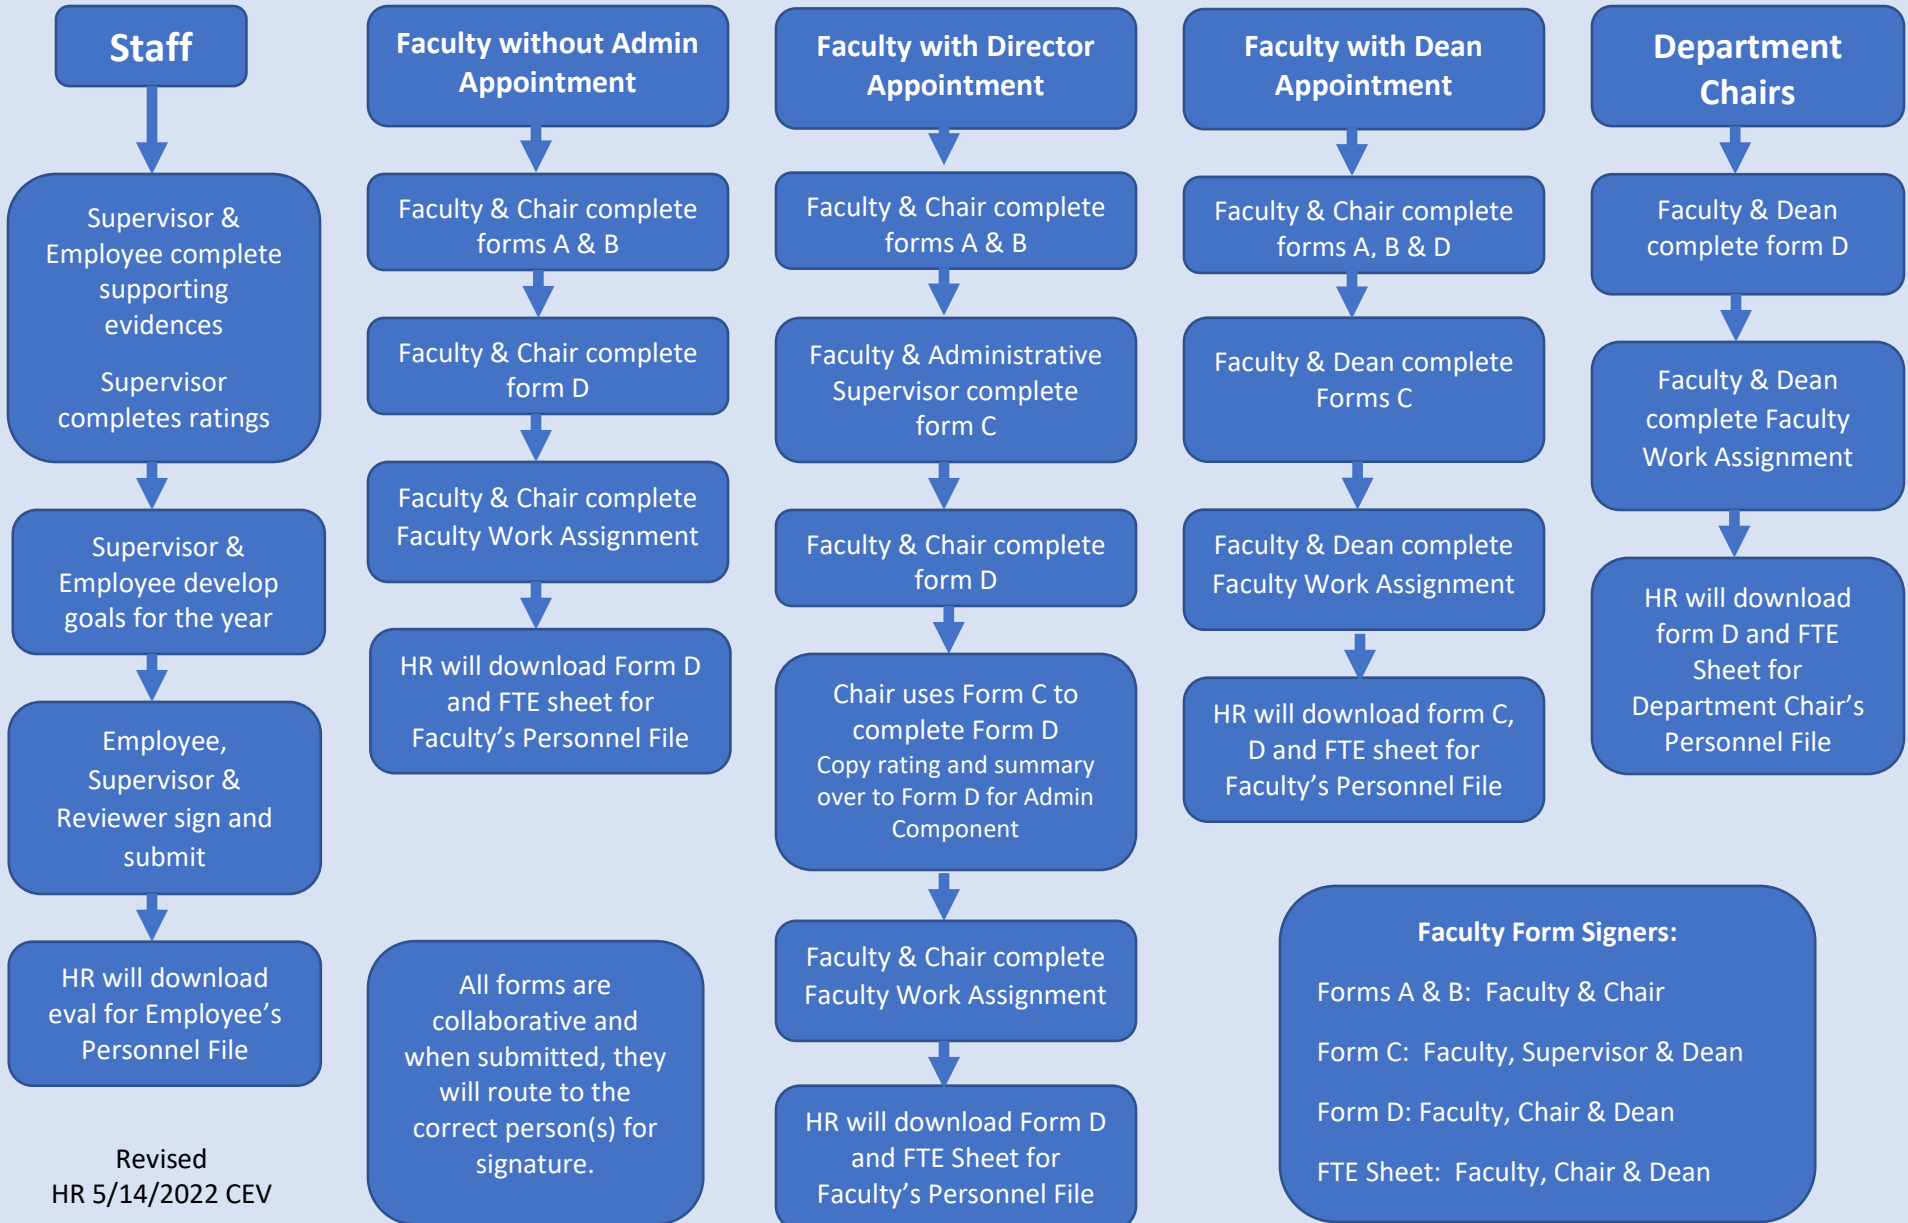 Staff
Supervisor &
Employee complete
supporting
evidences
Supervisor
completes ratings
Supervisor &
Employee develop
goals for the year
Employee,
Supervisor &
Reviewer sign and
submit
HR will download
eval for Employee's
Personnel File
Revised
HR 5/14/2022 CEV
Faculty without Admin
Appointment
Faculty & Chair complete
forms A & B
Faculty & Chair complete
form D
Faculty & Chair complete
Faculty Work Assignment
HR will download Form D
and FTE sheet for
Faculty's Personnel File
All forms are
collaborative and
when submitted, they
will route to the
correct person(s) for
signature.
Faculty with Director
Appointment
Faculty & Chair complete
forms A & B
Faculty & Administrative
Supervisor complete
form C
Faculty & Chair complete
form D
Chair uses Form C to
complete Form D
Copy rating and summary
over to Form D for Admin
Component
Faculty & Chair complete
Faculty Work Assignment
HR will download Form D
and FTE Sheet for
Faculty's Personnel File
Faculty with Dean
Appointment
Faculty & Chair complete
forms A, B & D
Faculty & Dean complete
Forms C
Faculty & Dean complete
Faculty Work Assignment
HR will download form C,
D and FTE sheet for
Faculty's Personnel File
Department
Chairs
Faculty & Dean
complete form D
Faculty & Dean
complete Faculty
Work Assignment
HR will download
form D and FTE
Sheet for
Department Chair's
Personnel File
Faculty Form Signers:
Forms A & B: Faculty & Chair
Form C: Faculty, Supervisor & Dean
Form D: Faculty, Chair & Dean
FTE Sheet: Faculty, Chair & Dean